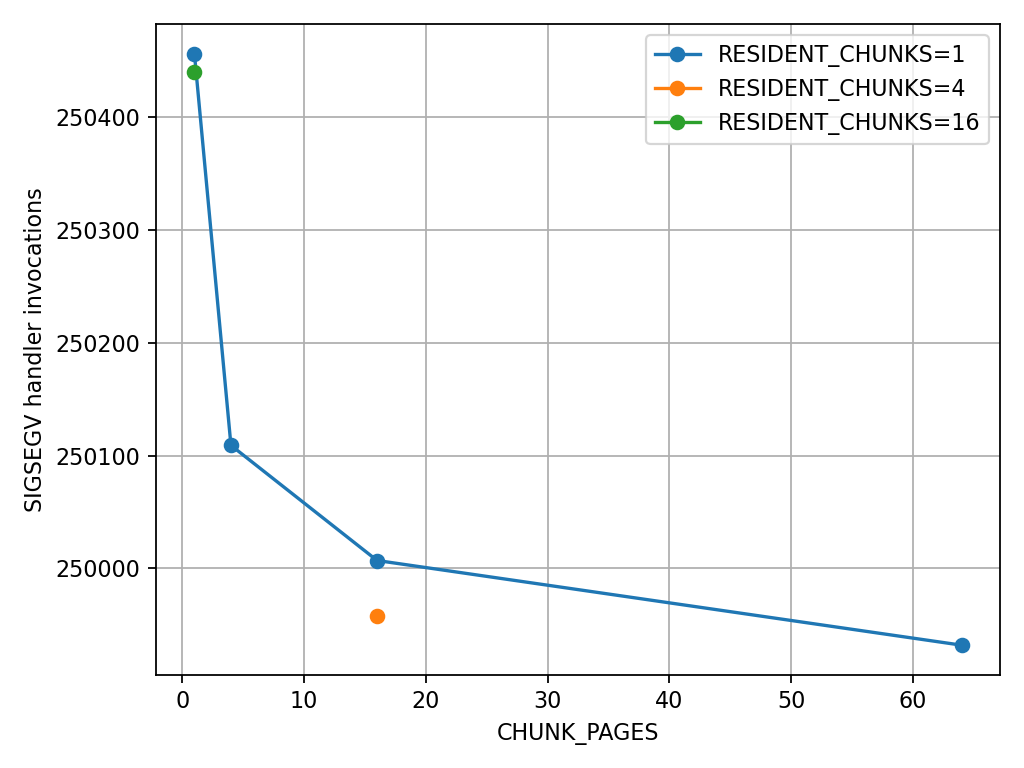 RESIDENT_CHUNKS=1
RESIDENT_CHUNKS=4
RESIDENT_CHUNKS=16
SIGSEGV handler invocations
250400
250300
250200
250100
250000
0 10 20 30 40 50 60
CHUNK_PAGES